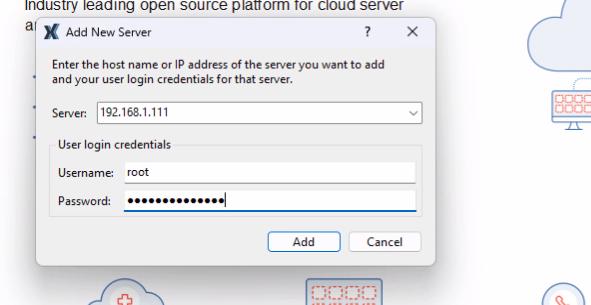 Industry leading open source platform for cloud server
Add New Server
?
Enter the host name or IP address of the server you want to add
and your user login credentials for that server.
Server: 192.168.1.111
User login credentials
Username: root
Password: ●●●●●●●●●●●●●●
Add Cancel